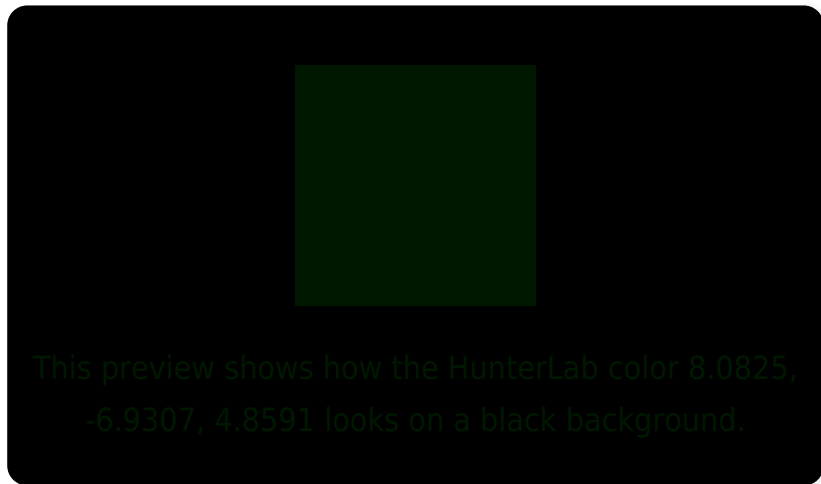 This preview shows how the HunterLab color 8.0825,
-6.9307, 4.8591 looks on a black background.